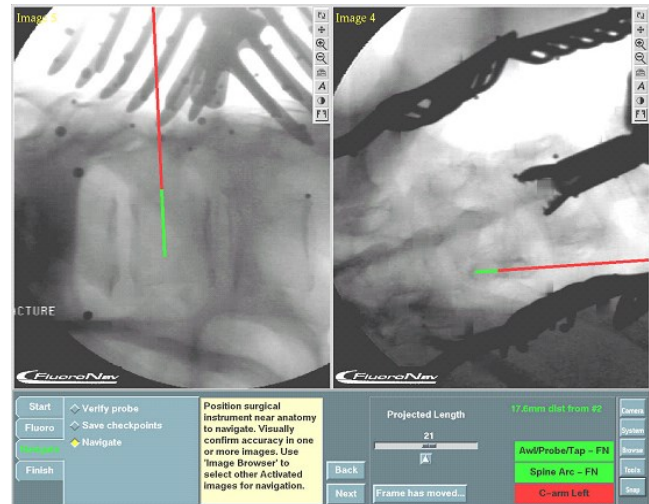 Image
Image 4
CTURE
FluoroNav
FluoroNav
Start
Fluoro
Navigate
Finish
Verify probe
Save checkpoints
Navigate
Position surgical
instrument near anatomy
to navigate. Visually
confirm accuracy in one
or more images. Use
'Image Browser' to
select other Activated
images for navigation.
Back
Next
Projected Length
21
Frame has moved...
17.6mm dist from #2
Awl/Probe/Tap – FN
Spine Arc – FN
C-arm Left
Camera
System
Browse
Tools
Snap